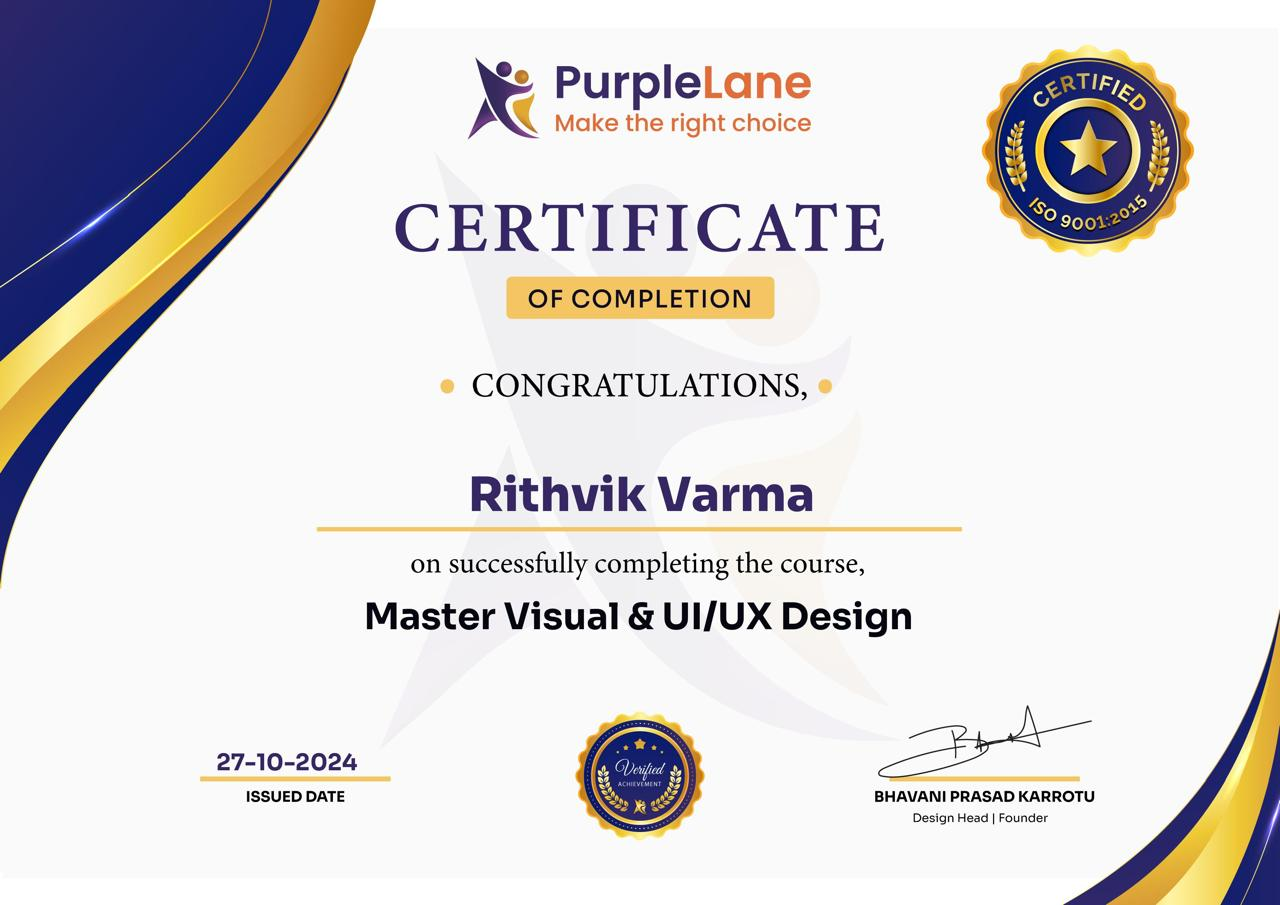 PurpleLane
Make the right choice
CERTIFIED
ISO 9001:2015
CERTIFICATE
OF COMPLETION
CONGRATULATIONS,
Rithvik Varma
on successfully completing the course,
Master Visual & UI/UX Design
27-10-2024
ISSUED DATE
Verified
ACHIEVEMENT
BHAVANI PRASAD KARROTU
Design Head | Founder